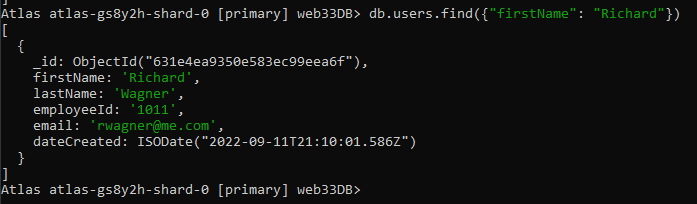 ]
Atlas atlas-gs8y2h-shard-0 [primary] web33DB> db.users.find({"firstName": "Richard"})
[
  {
    _id: ObjectId("631e4ea9350e583ec99eea6f"),
    firstName: 'Richard',
    lastName: 'Wagner',
    employeeId: '1011',
    email: 'rwagner@me.com',
    dateCreated: ISODate("2022-09-11T21:10:01.586Z")
  }
]
Atlas atlas-gs8y2h-shard-0 [primary] web33DB>